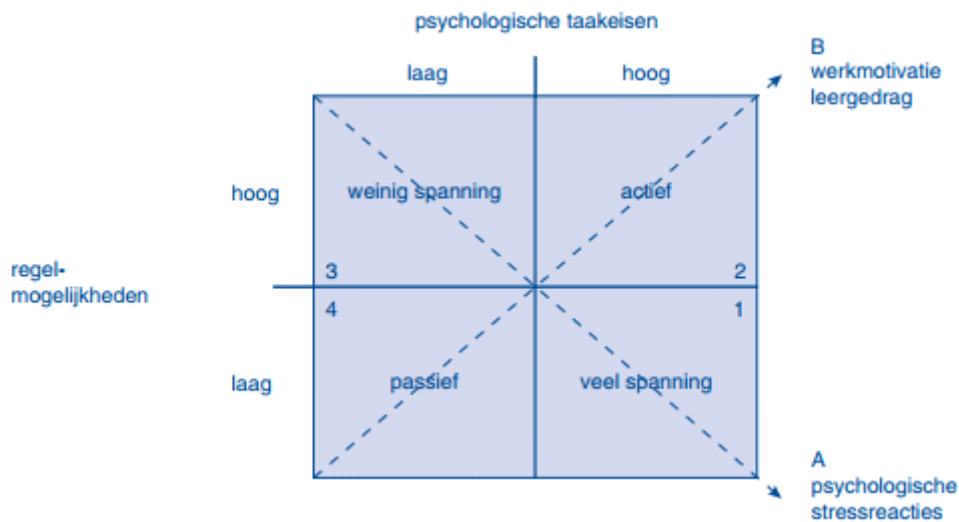 psychologische taakeisen
laag
hoog
B
werkmotivatie
leergedrag
hoog
weinig spanning
actief
regel-
mogelijkheden
3
2
4
1
laag
passief
veel spanning
A
psychologische
stressreacties